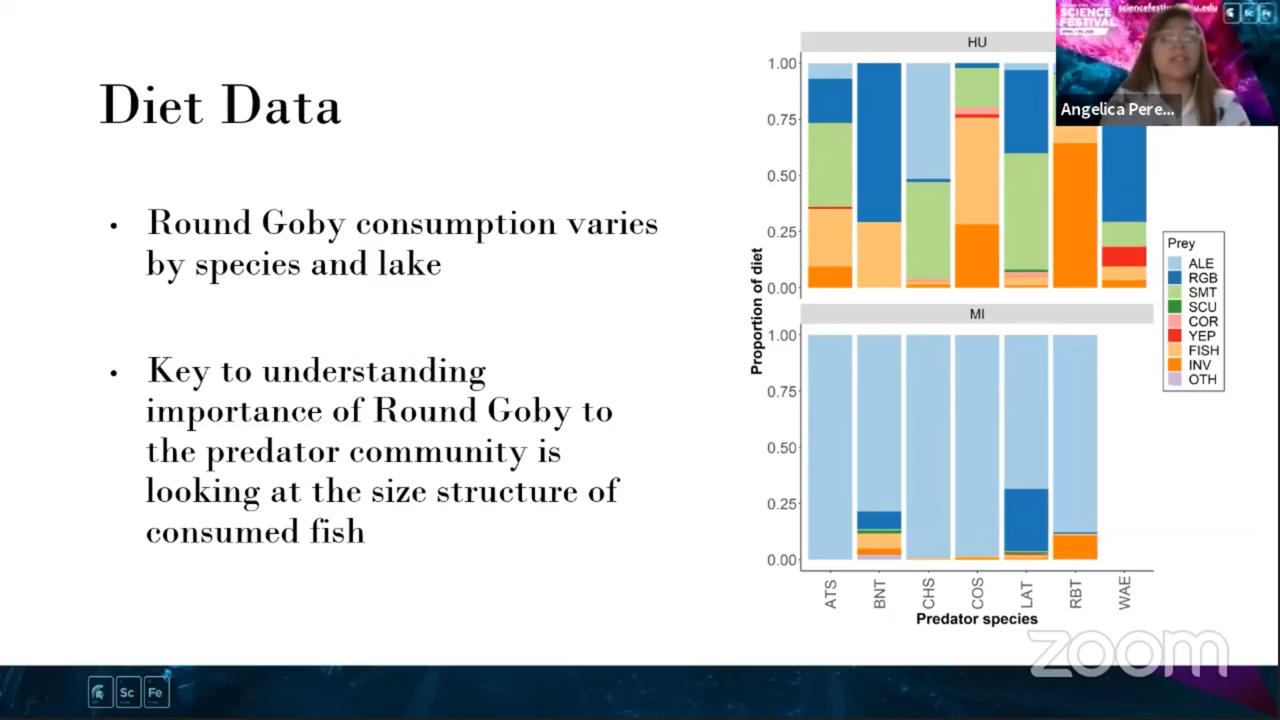 Diet Data
• Round Goby consumption varies
by species and lake
• Key to understanding
importance of Round Goby to
the predator community is
looking at the size structure of
consumed fish
HU
1.00
0.75
0.50
0.25
0.00
MI
1.00
0.75
0.50
0.25
0.00
Proportion of diet
ATS
BNT
CHS
COS
LAT
RBT
WAE
Predator species
Prey
ALE
RGB
SMT
SCU
COR
YEP
FISH
INV
OTH
SCIENCE
FESTIVAL
Angelica Pere...
zoom
Sc
Fe